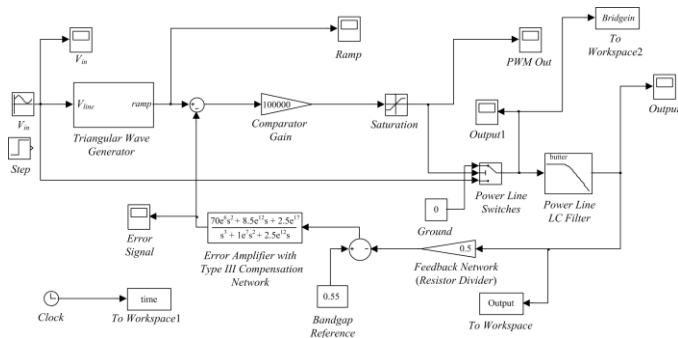 Bridgein
To
Workspace2
V_in
Ramp
PWM Out
Output
V_line
ramp
V_in
Triangular Wave
Generator
100000
Comparator
Gain
Saturation
Output1
butter
Step
Power Line
Switches
Power Line
LC Filter
0
Ground
Error
Signal
70e^6s^2 + 8.5e^12s + 2.5e^17
s^3 + 1e^7s^2 + 2.5e^12s
Error Amplifier with
Type III Compensation
Network
0.5
Feedback Network
(Resistor Divider)
Clock
time
To Workspace1
0.55
Bandgap
Reference
Output
To Workspace